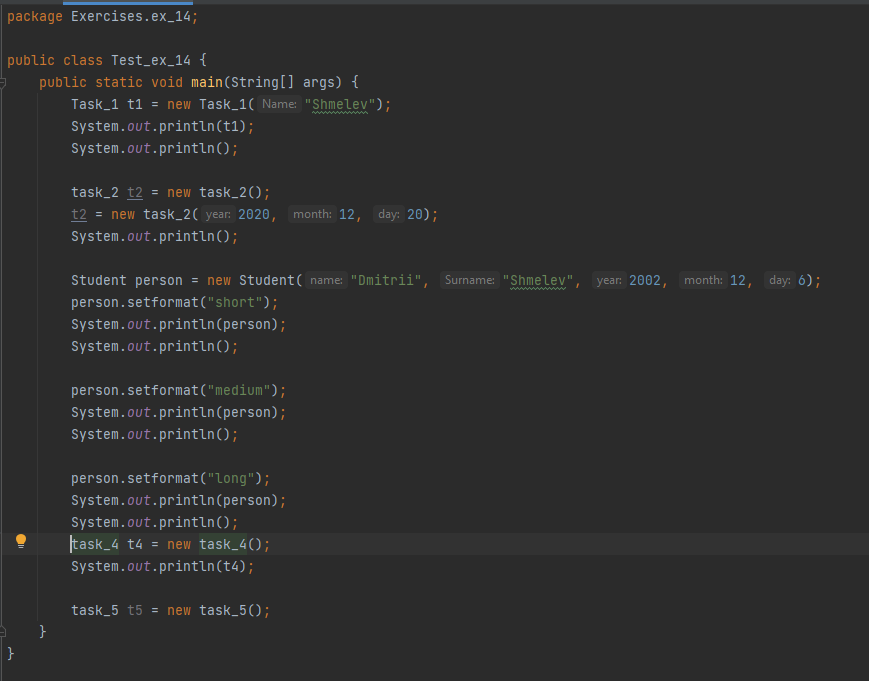 package Exercises.ex_14;
public class Test_ex_14 {
public static void main(String[] args) {
Task_1 t1 = new Task_1( Name: "Shmelev");
System.out.println(t1);
System.out.println();
task_2 t2 = new task_2();
t2 = new task_2( year: 2020, month: 12, day: 20);
System.out.println();
Student person = new Student( name: "Dmitrii", Surname: "Shmelev", year: 2002, month: 12, day: 6);
person.setformat("short");
System.out.println(person);
System.out.println();
person.setformat("medium");
System.out.println(person);
System.out.println();
person.setformat("long");
System.out.println(person);
System.out.println();
task_4 t4 = new task_4();
System.out.println(t4);
task_5 t5 = new task_5();
}
}